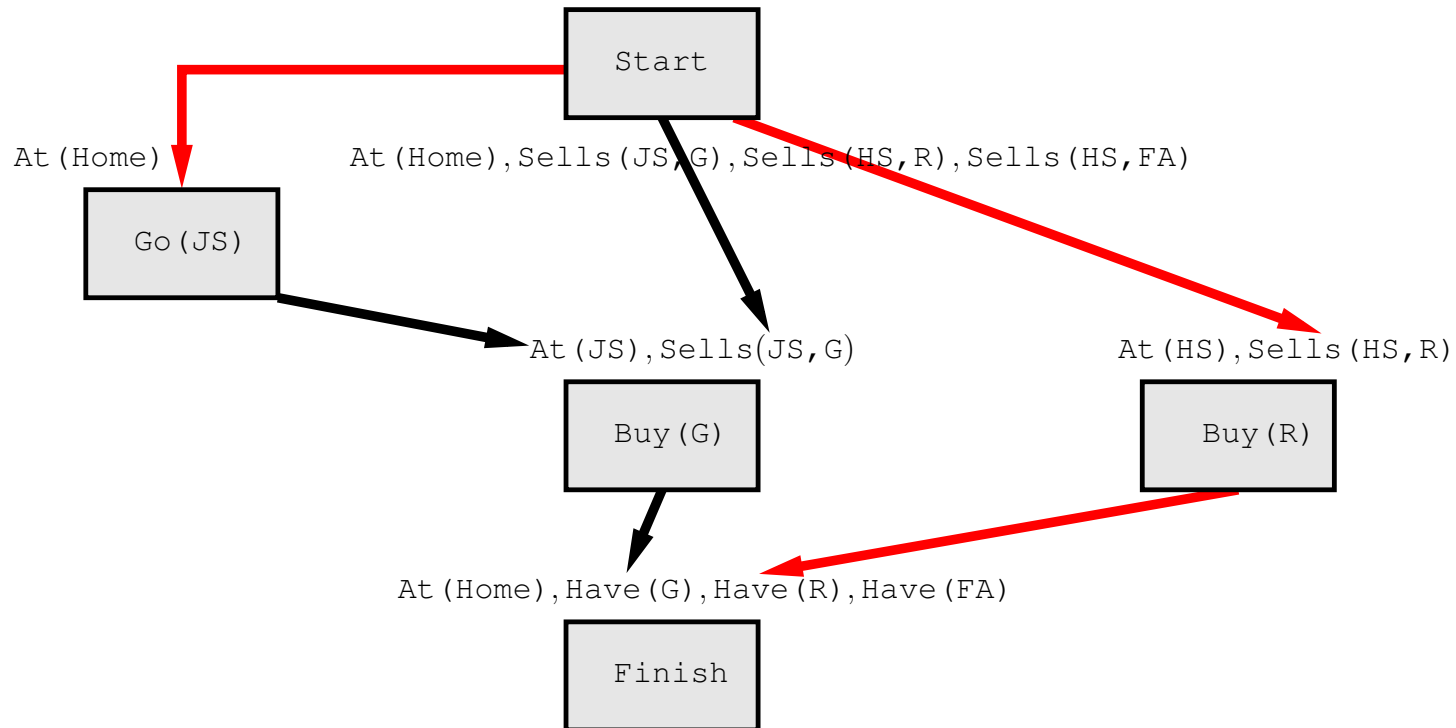 Start
At(Home)
At(Home),Sells(JS,G),Sells(HS,R),Sells(HS,FA)
Go(JS)
At(JS),Sells(JS,G)
At(HS),Sells(HS,R)
Buy(G)
Buy(R)
At(Home),Have(G),Have(R),Have(FA)
Finish